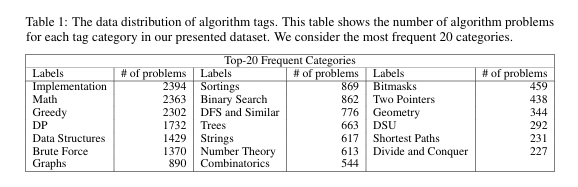 Table 1: The data distribution of algorithm tags. This table shows the number of algorithm problems
for each tag category in our presented dataset. We consider the most frequent 20 categories.
Top-20 Frequent Categories
Labels # of problems Labels # of problems Labels # of problems
Implementation 2394 Sortings 869 Bitmasks 459
Math 2363 Binary Search 862 Two Pointers 438
Greedy 2302 DFS and Similar 776 Geometry 344
DP 1732 Trees 663 DSU 292
Data Structures 1429 Strings 617 Shortest Paths 231
Brute Force 1370 Number Theory 613 Divide and Conquer 227
Graphs 890 Combinatorics 544